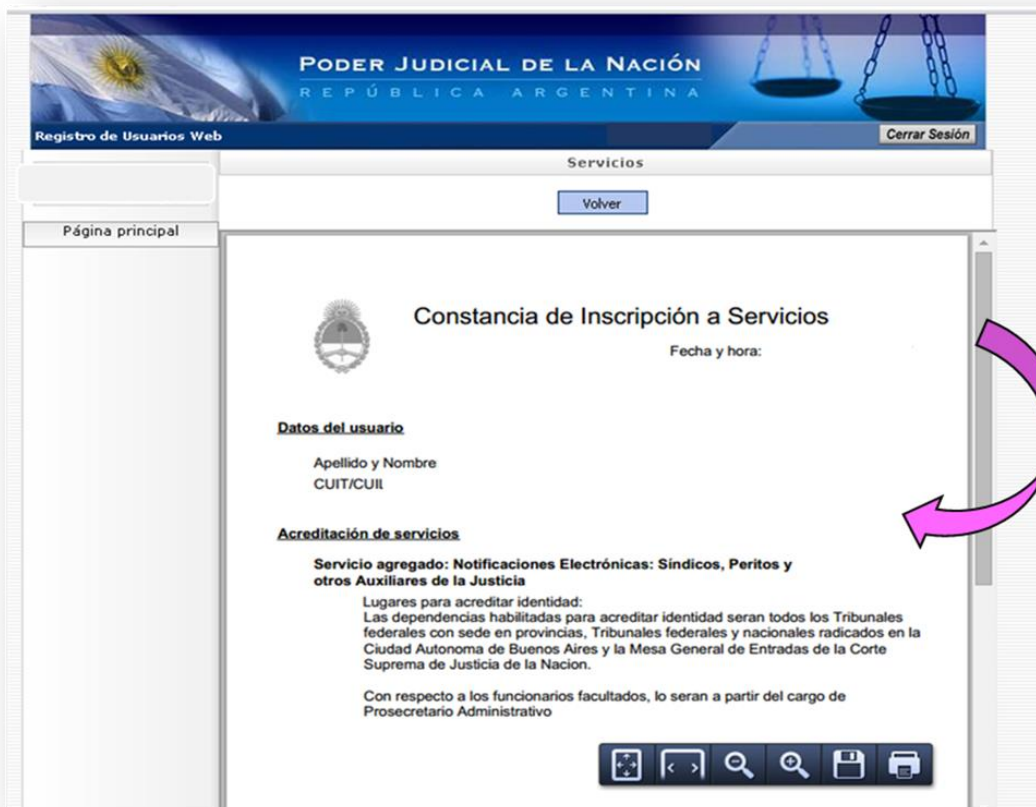 PODER JUDICIAL DE LA NACIÓN
REPÚBLICA ARGENTINA
Registro de Usuarios Web
Cerrar Sesión
Servicios
Volver
Página principal
Constancia de Inscripción a Servicios
Fecha y hora:
Datos del usuario
Apellido y Nombre
CUIT/CUIL
Acreditación de servicios
Servicio agregado: Notificaciones Electrónicas: Síndicos, Peritos y
otros Auxiliares de la Justicia
Lugares para acreditar identidad:
Las dependencias habilitadas para acreditar identidad seran todos los Tribunales
federales con sede en provincias, Tribunales federales y nacionales radicados en la
Ciudad Autonoma de Buenos Aires y la Mesa General de Entradas de la Corte
Suprema de Justicia de la Nacion.
Con respecto a los funcionarios facultados, lo seran a partir del cargo de
Prosecretario Administrativo